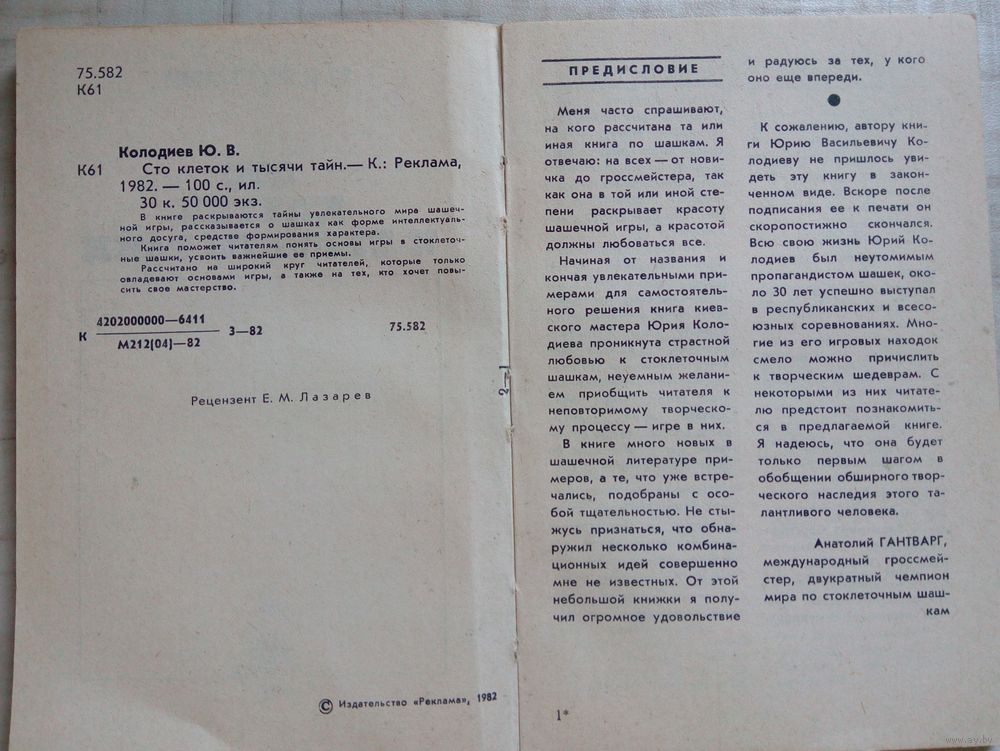 75.582
К61
Колодиев Ю. В.
К61 Сто клеток и тысячи тайн.— К.: Реклама,
1982. — 100 с., ил.
30 к. 50 000 экз.
В книге раскрываются тайны увлекательного мира шашеч-
ной игры, рассказывается о шашках как форме интеллектуаль-
ного досуга, средстве формирования характера.
Книга поможет читателям понять основы игры в стоклеточ-
ные шашки, усвоить важнейшие ее приемы.
Рассчитано на широкий круг читателей, которые только
овладевают основами игры, а также на тех, кто хочет повы-
сить свое мастерство.
4202000000—6411
К 3—82 75.582
М212(04)—82
Рецензент Е. М. Лазарев
© Издательство «Реклама», 1982
2—1
ПРЕДИСЛОВИЕ
Меня часто спрашивают,
на кого рассчитана та или
иная книга по шашкам. Я
отвечаю: на всех — от нович-
ка до гроссмейстера, так
как она в той или иной сте-
пени раскрывает красоту
шашечной игры, а красотой
должны любоваться все.
Начиная от названия и
кончая увлекательными при-
мерами для самостоятель-
ного решения книга киев-
ского мастера Юрия Коло-
диева проникнута страстной
любовью к стоклеточным
шашкам, неуемным желани-
ем приобщить читателя к
неповторимому творческо-
му процессу — игре в них.
В книге много новых в
шашечной литературе при-
меров, а те, что уже встре-
чались, подобраны с осо-
бой тщательностью. Не сты-
жусь признаться, что обна-
ружил несколько комбина-
ционных идей совершенно
мне не известных. От этой
небольшой книжки я полу-
чил огромное удовольствие
1*
и радуюсь за тех, у кого
оно еще впереди.
К сожалению, автору кни-
ги Юрию Васильевичу Ко-
лодиеву не пришлось уви-
деть эту книгу в закон-
ченном виде. Вскоре после
подписания ее к печати он
скоропостижно скончался.
Всю свою жизнь Юрий Ко-
лодиев был неутомимым
пропагандистом шашек, око-
ло 30 лет успешно выступал
в республиканских и всесо-
юзных соревнованиях. Мно-
гие из его игровых находок
смело можно причислить
к творческим шедеврам. С
некоторыми из них читате-
лю предстоит познакомить-
ся в предлагаемой книге.
Я надеюсь, что она будет
только первым шагом в
обобщении обширного твор-
ческого наследия этого та-
лантливого человека.
Анатолий ГАНТВАРГ,
международный гроссмей-
стер, двукратный чемпион
мира по стоклеточным шаш-
кам
www.ay.by